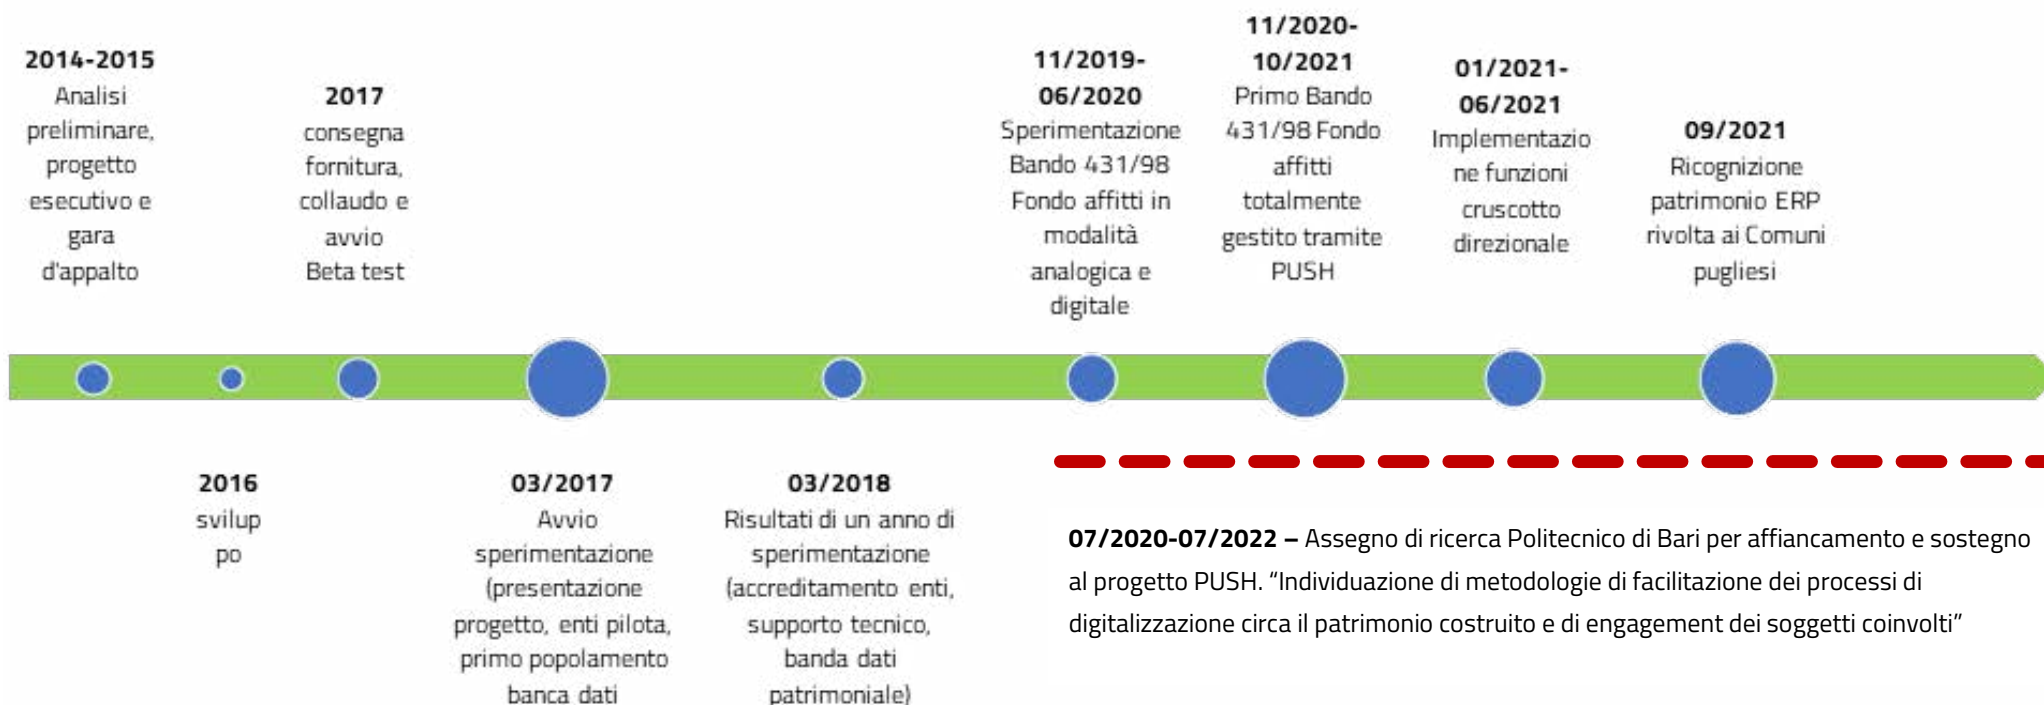 2014-2015
Analisi
preliminare,
progetto
esecutivo e
gara
d'appalto
2017
consegna
fornitura,
collaudo e
avvio
Beta test
11/2019-
06/2020
Sperimentazione
Bando 431/98
Fondo affitti in
modalità
analogica e
digitale
11/2020-
10/2021
Primo Bando
431/98 Fondo
affitti
totalmente
gestito tramite
PUSH
01/2021-
06/2021
Implementazio
ne funzioni
cruscotto
direzionale
09/2021
Ricognizione
patrimonio ERP
rivolta ai Comuni
pugliesi
2016
svilup
po
03/2017
Avvio
sperimentazione
(presentazione
progetto, enti pilota,
primo popolamento
banca dati
03/2018
Risultati di un anno di
sperimentazione
(accreditamento enti,
supporto tecnico,
banda dati
patrimoniale)
07/2020-07/2022 – Assegno di ricerca Politecnico di Bari per affiancamento e sostegno
al progetto PUSH. “Individuazione di metodologie di facilitazione dei processi di
digitalizzazione circa il patrimonio costruito e di engagement dei soggetti coinvolti”